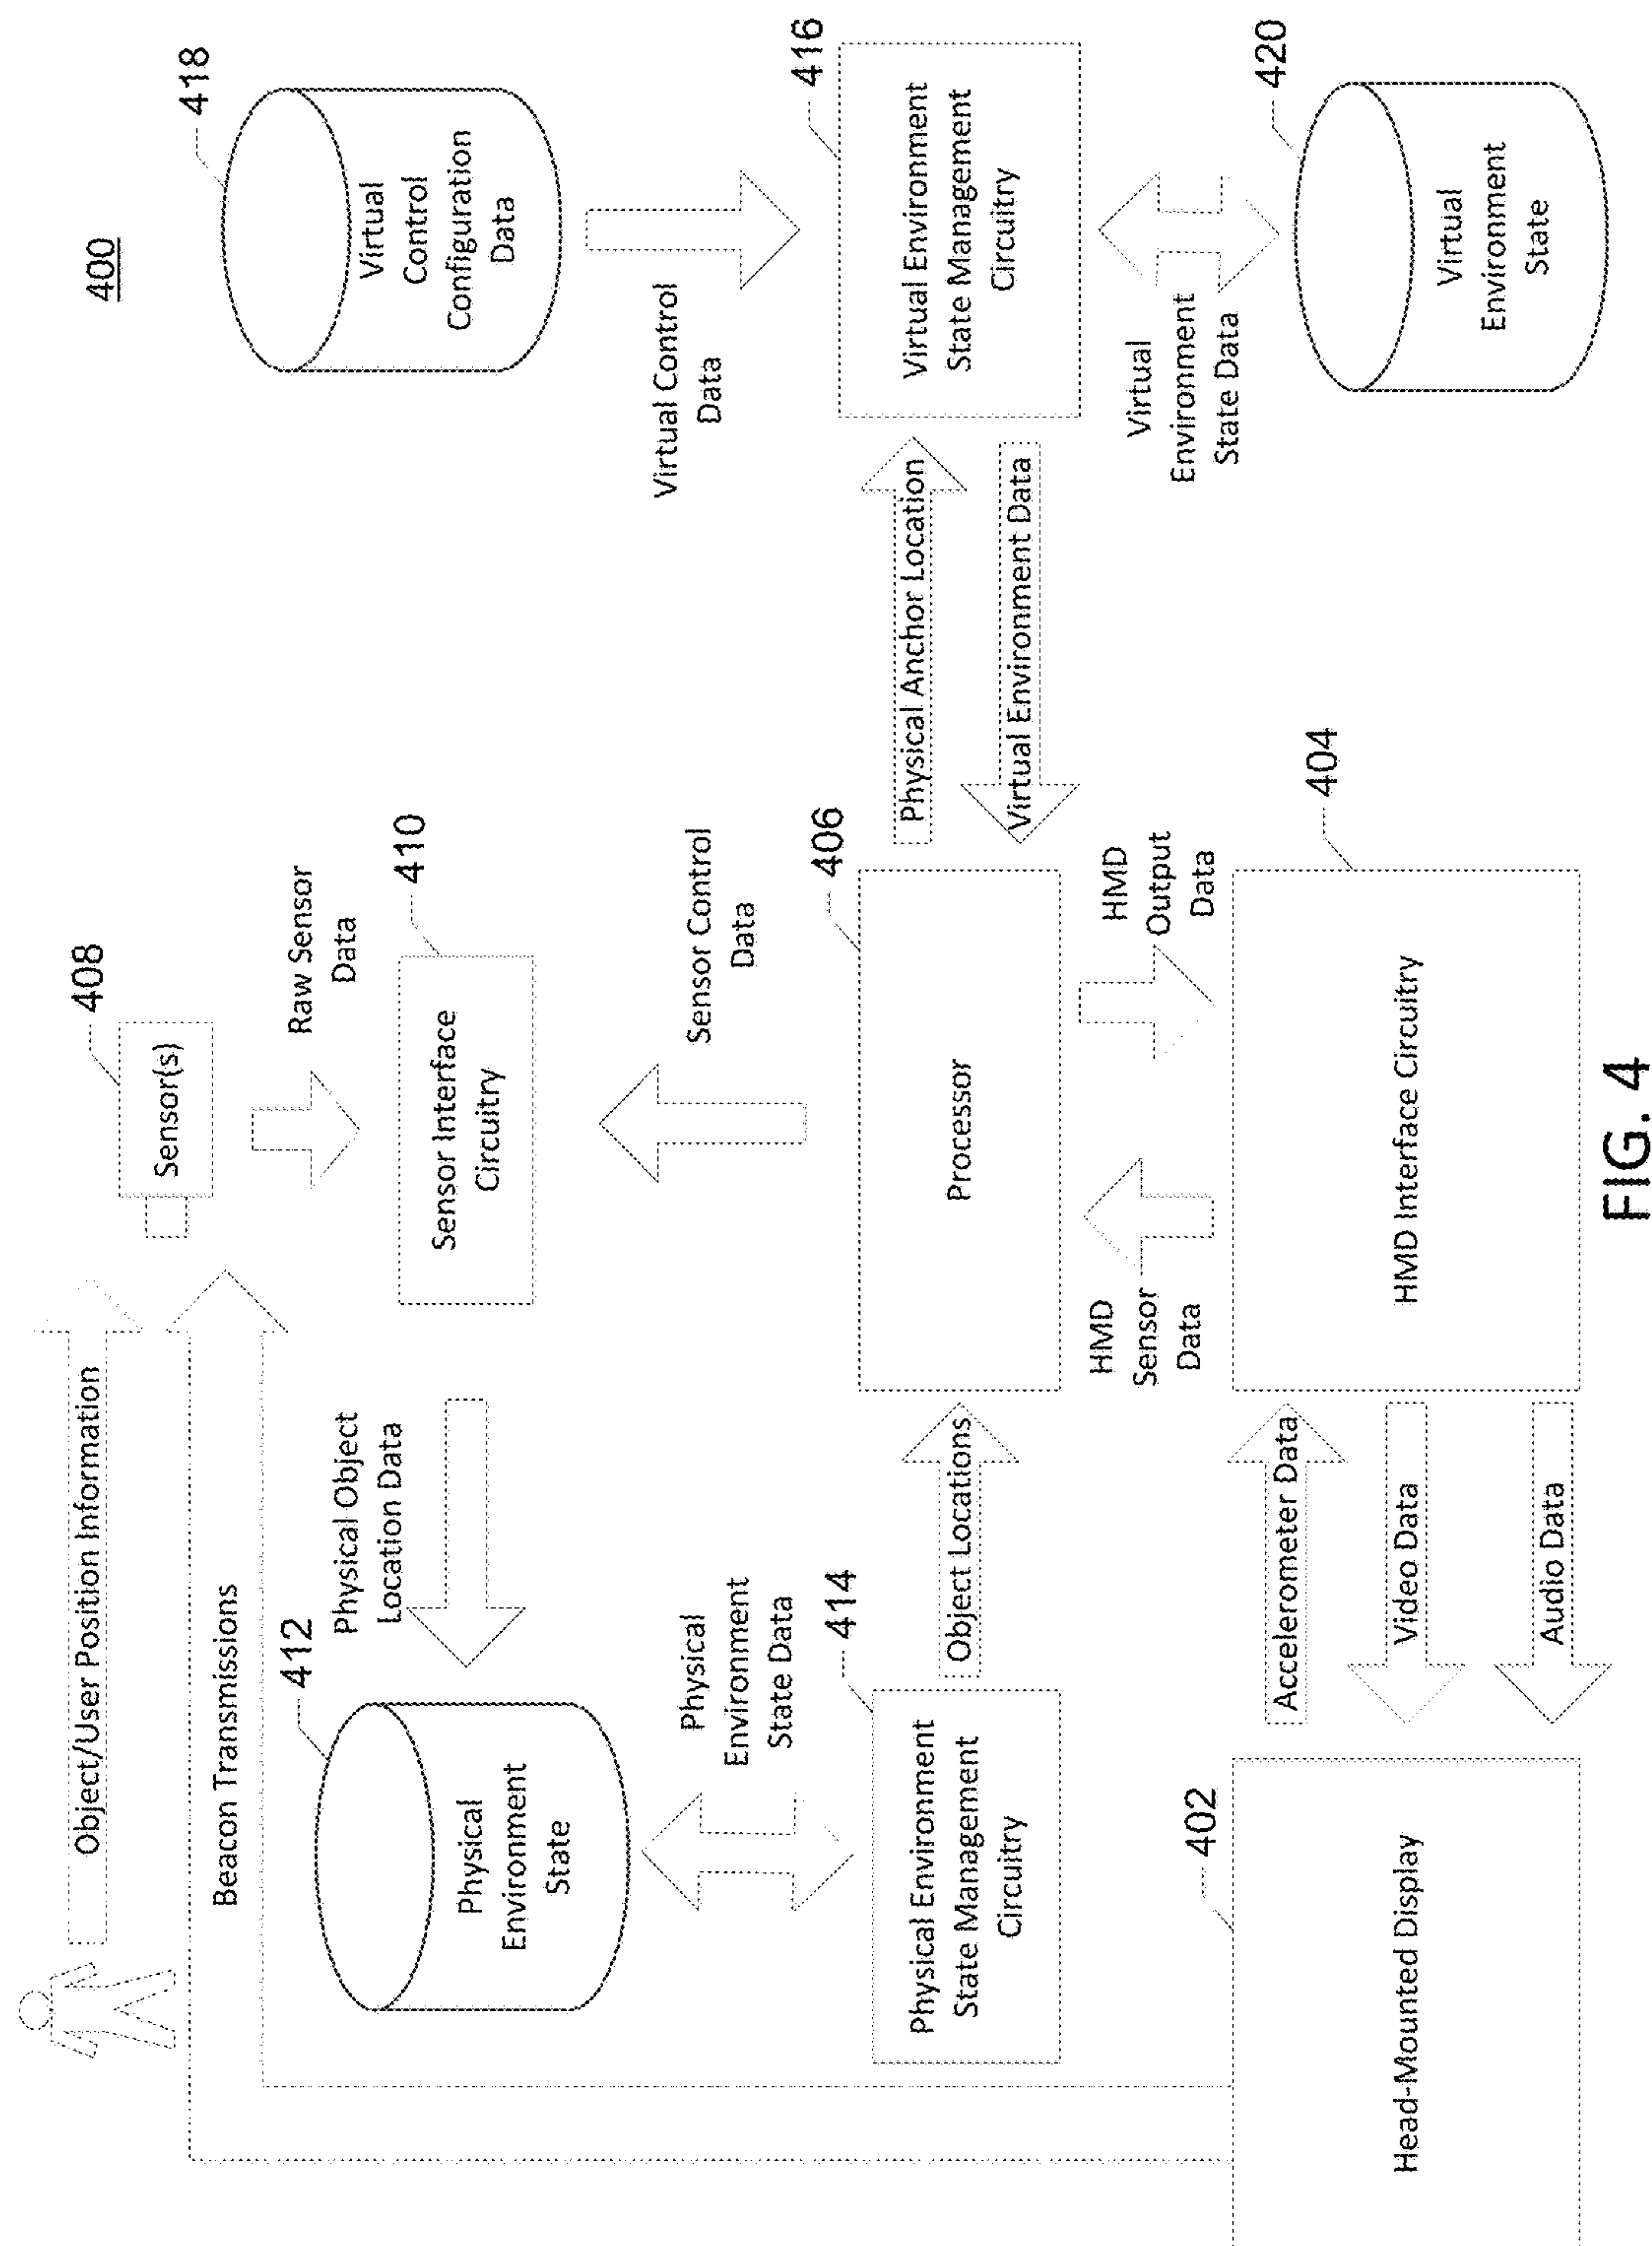 400
Object/User Position Information
Beacon Transmissions
408
Sensor(s)
Raw Sensor
Data
410
Sensor Interface
Circuitry
Physical Object
Location Data
412
Physical
Environment
State
Physical
Environment
State Data
414
Physical Environment
State Management
Circuitry
Object Locations
Sensor Control
Data
406
Processor
Physical Anchor Location
Virtual Environment Data
418
Virtual
Control
Configuration
Data
Virtual Control
Data
416
Virtual Environment
State Management
Circuitry
Virtual
Environment
State Data
420
Virtual
Environment
State
HMD
Sensor
Data
HMD
Output
Data
402
Head-Mounted Display
Accelerometer Data
Video Data
Audio Data
404
HMD Interface Circuitry
FIG. 4